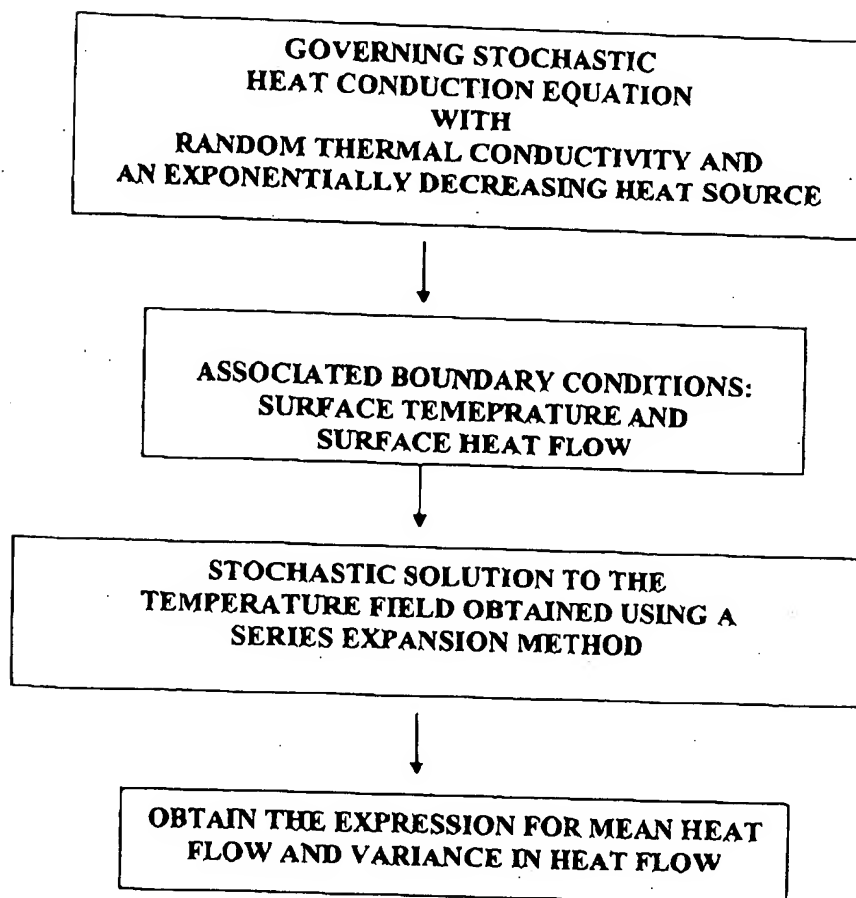 GOVERNING STOCHASTIC
HEAT CONDUCTION EQUATION
WITH
RANDOM THERMAL CONDUCTIVITY AND
AN EXPONENTIALLY DECREASING HEAT SOURCE
ASSOCIATED BOUNDARY CONDITIONS:
SURFACE TEMEPRATURE AND
SURFACE HEAT FLOW
STOCHASTIC SOLUTION TO THE
TEMPERATURE FIELD OBTAINED USING A
SERIES EXPANSION METHOD
OBTAIN THE EXPRESSION FOR MEAN HEAT
FLOW AND VARIANCE IN HEAT FLOW